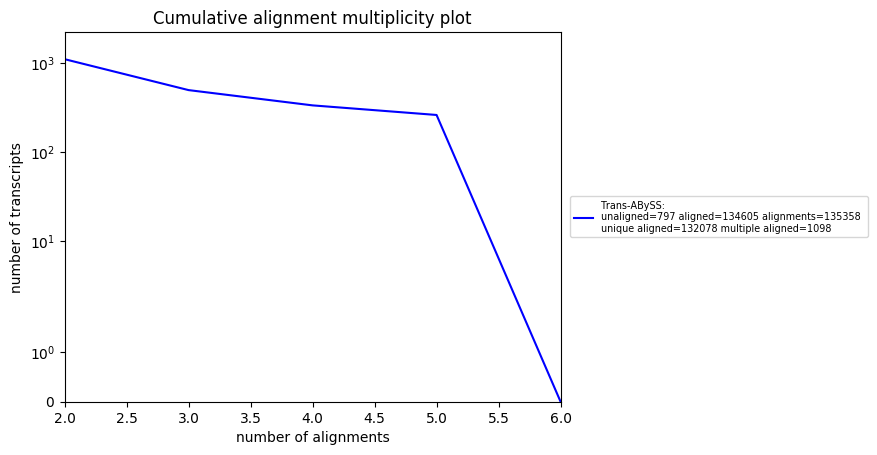 Cumulative alignment multiplicity plot
10³
10²
10¹
10⁰
0
number of transcripts
2.0 2.5 3.0 3.5 4.0 4.5 5.0 5.5 6.0
number of alignments
Trans-ABySS:
unaligned=797 aligned=134605 alignments=135358
unique aligned=132078 multiple aligned=1098